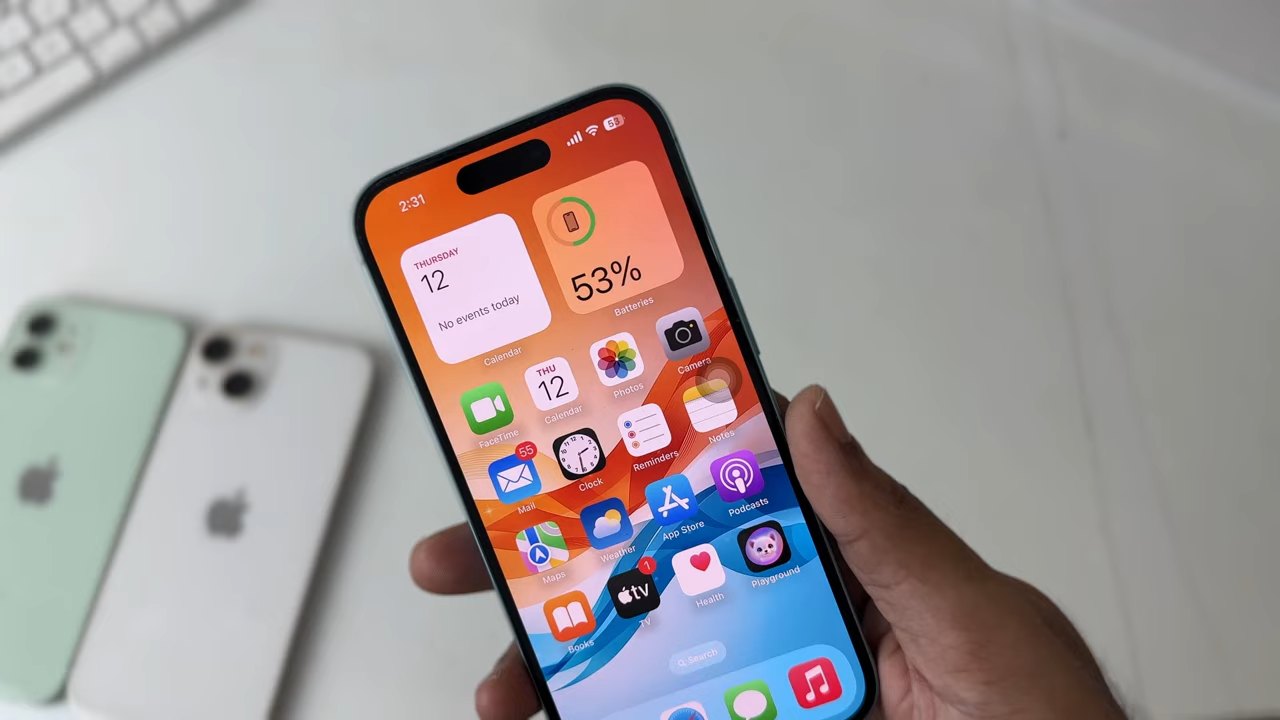 2:31
53
THURSDAY
12
No events today
Calendar
53%
Batteries
FaceTime
THU
12
Calendar
Photos
Camera
55
Mail
Clock
Reminders
Notes
Maps
Weather
App Store
Podcasts
Books
1
tv
TV
Health
Playground
Search